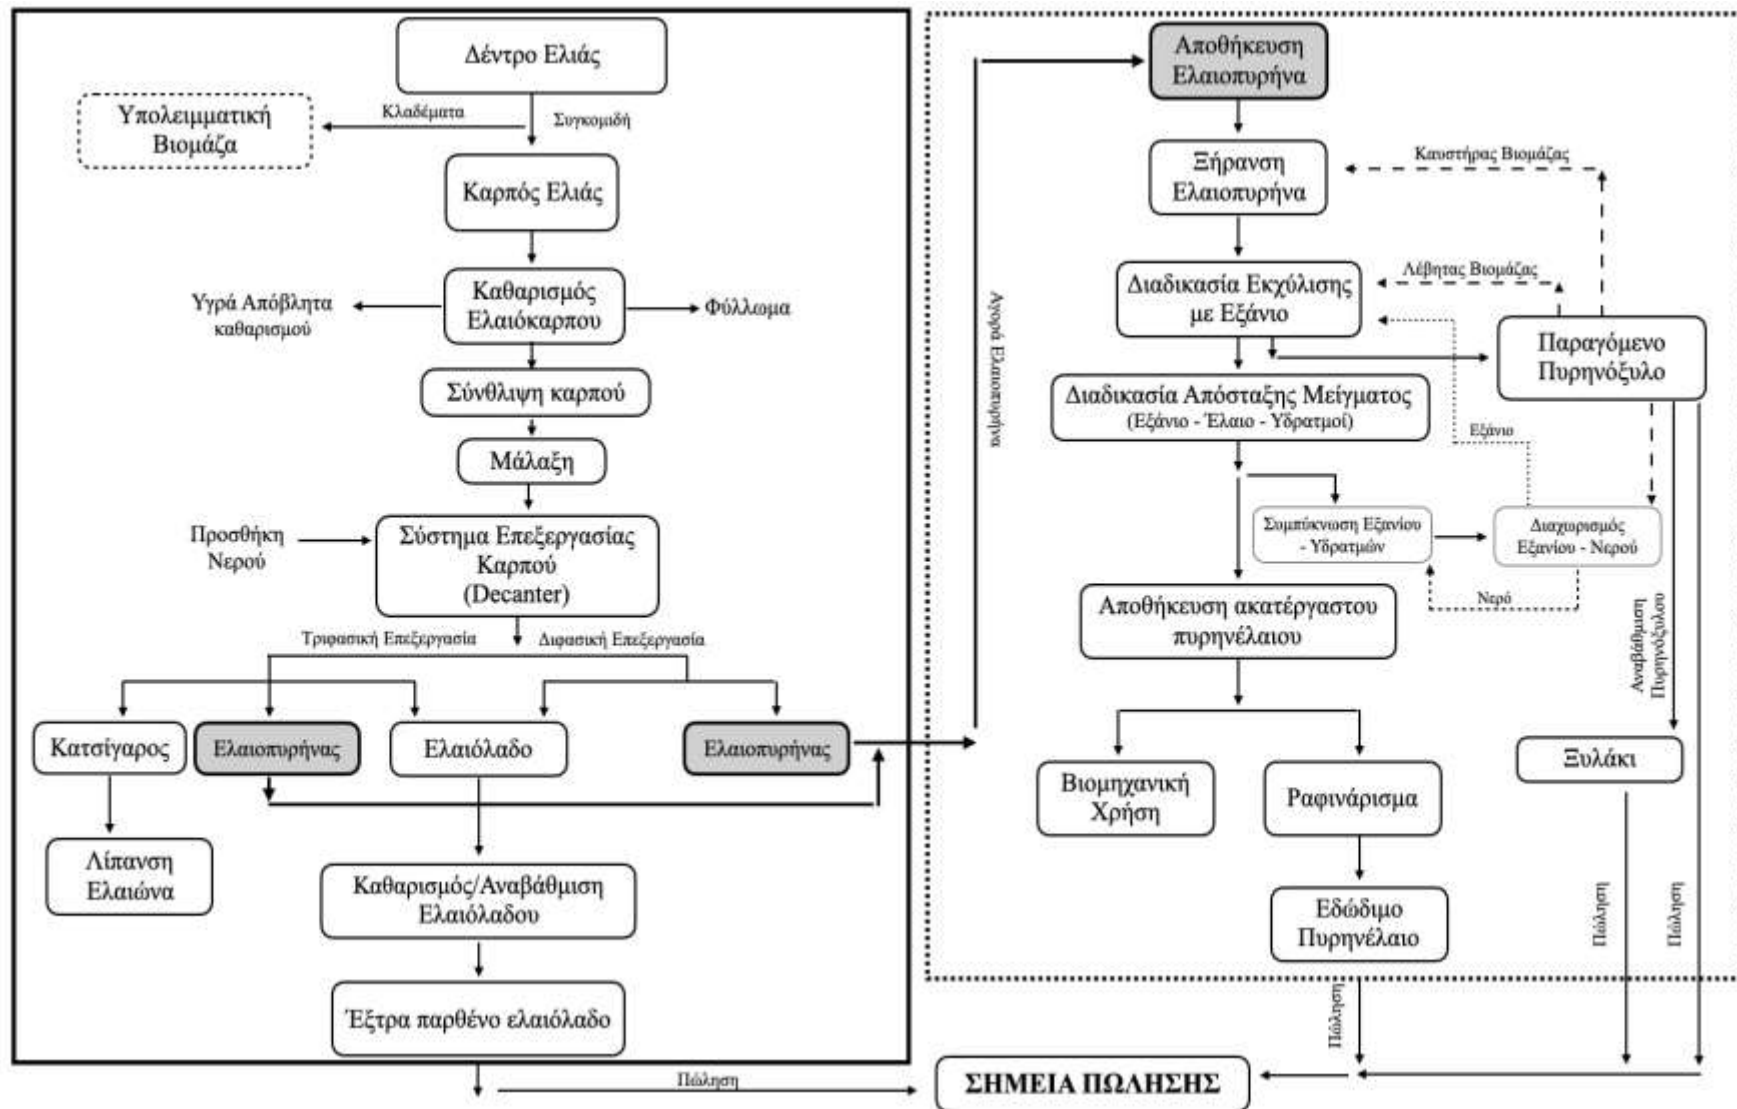 Δέντρο Ελιάς
Κλαδέματα
Συγκομιδή
Υπολειμματική
Βιομάζα
Καρπός Ελιάς
Υγρά Απόβλητα
καθαρισμού
Καθαρισμός
Ελαιόκαρπου
Φύλλωμα
Σύνθλιψη καρπού
Μάλαξη
Προσθήκη
Νερού
Σύστημα Επεξεργασίας
Καρπού
(Decanter)
Τριφασική Επεξεργασία
Διφασική Επεξεργασία
Κατσίγαρος
Ελαιοπυρήνας
Ελαιόλαδο
Ελαιοπυρήνας
Λίπανση
Ελαιώνα
Καθαρισμός/Αναβάθμιση
Ελαιόλαδου
Έξτρα παρθένο ελαιόλαδο
Πώληση
Αγορά Ελαιοπυρήνα
Αποθήκευση
Ελαιοπυρήνα
Ξήρανση
Ελαιοπυρήνα
Καυστήρας Βιομάζας
Διαδικασία Εκχύλισης
με Εξάνιο
Λέβητας Βιομάζας
Παραγόμενο
Πυρηνόξυλο
Διαδικασία Απόσταξης Μείγματος
(Εξάνιο - Έλαιο - Υδρατμοί)
Εξάνιο
Συμπύκνωση Εξανίου
- Υδρατμών
Διαχωρισμός
Εξανίου - Νερού
Νερό
Αποθήκευση ακατέργαστου
πυρηνέλαιου
Αναβάθμιση
Πυρηνόξυλου
Βιομηχανική
Χρήση
Ραφινάρισμα
Ξυλάκι
Εδώδιμο
Πυρηνέλαιο
Πώληση
Πώληση
Πώληση
ΣΗΜΕΙΑ ΠΩΛΗΣΗΣ